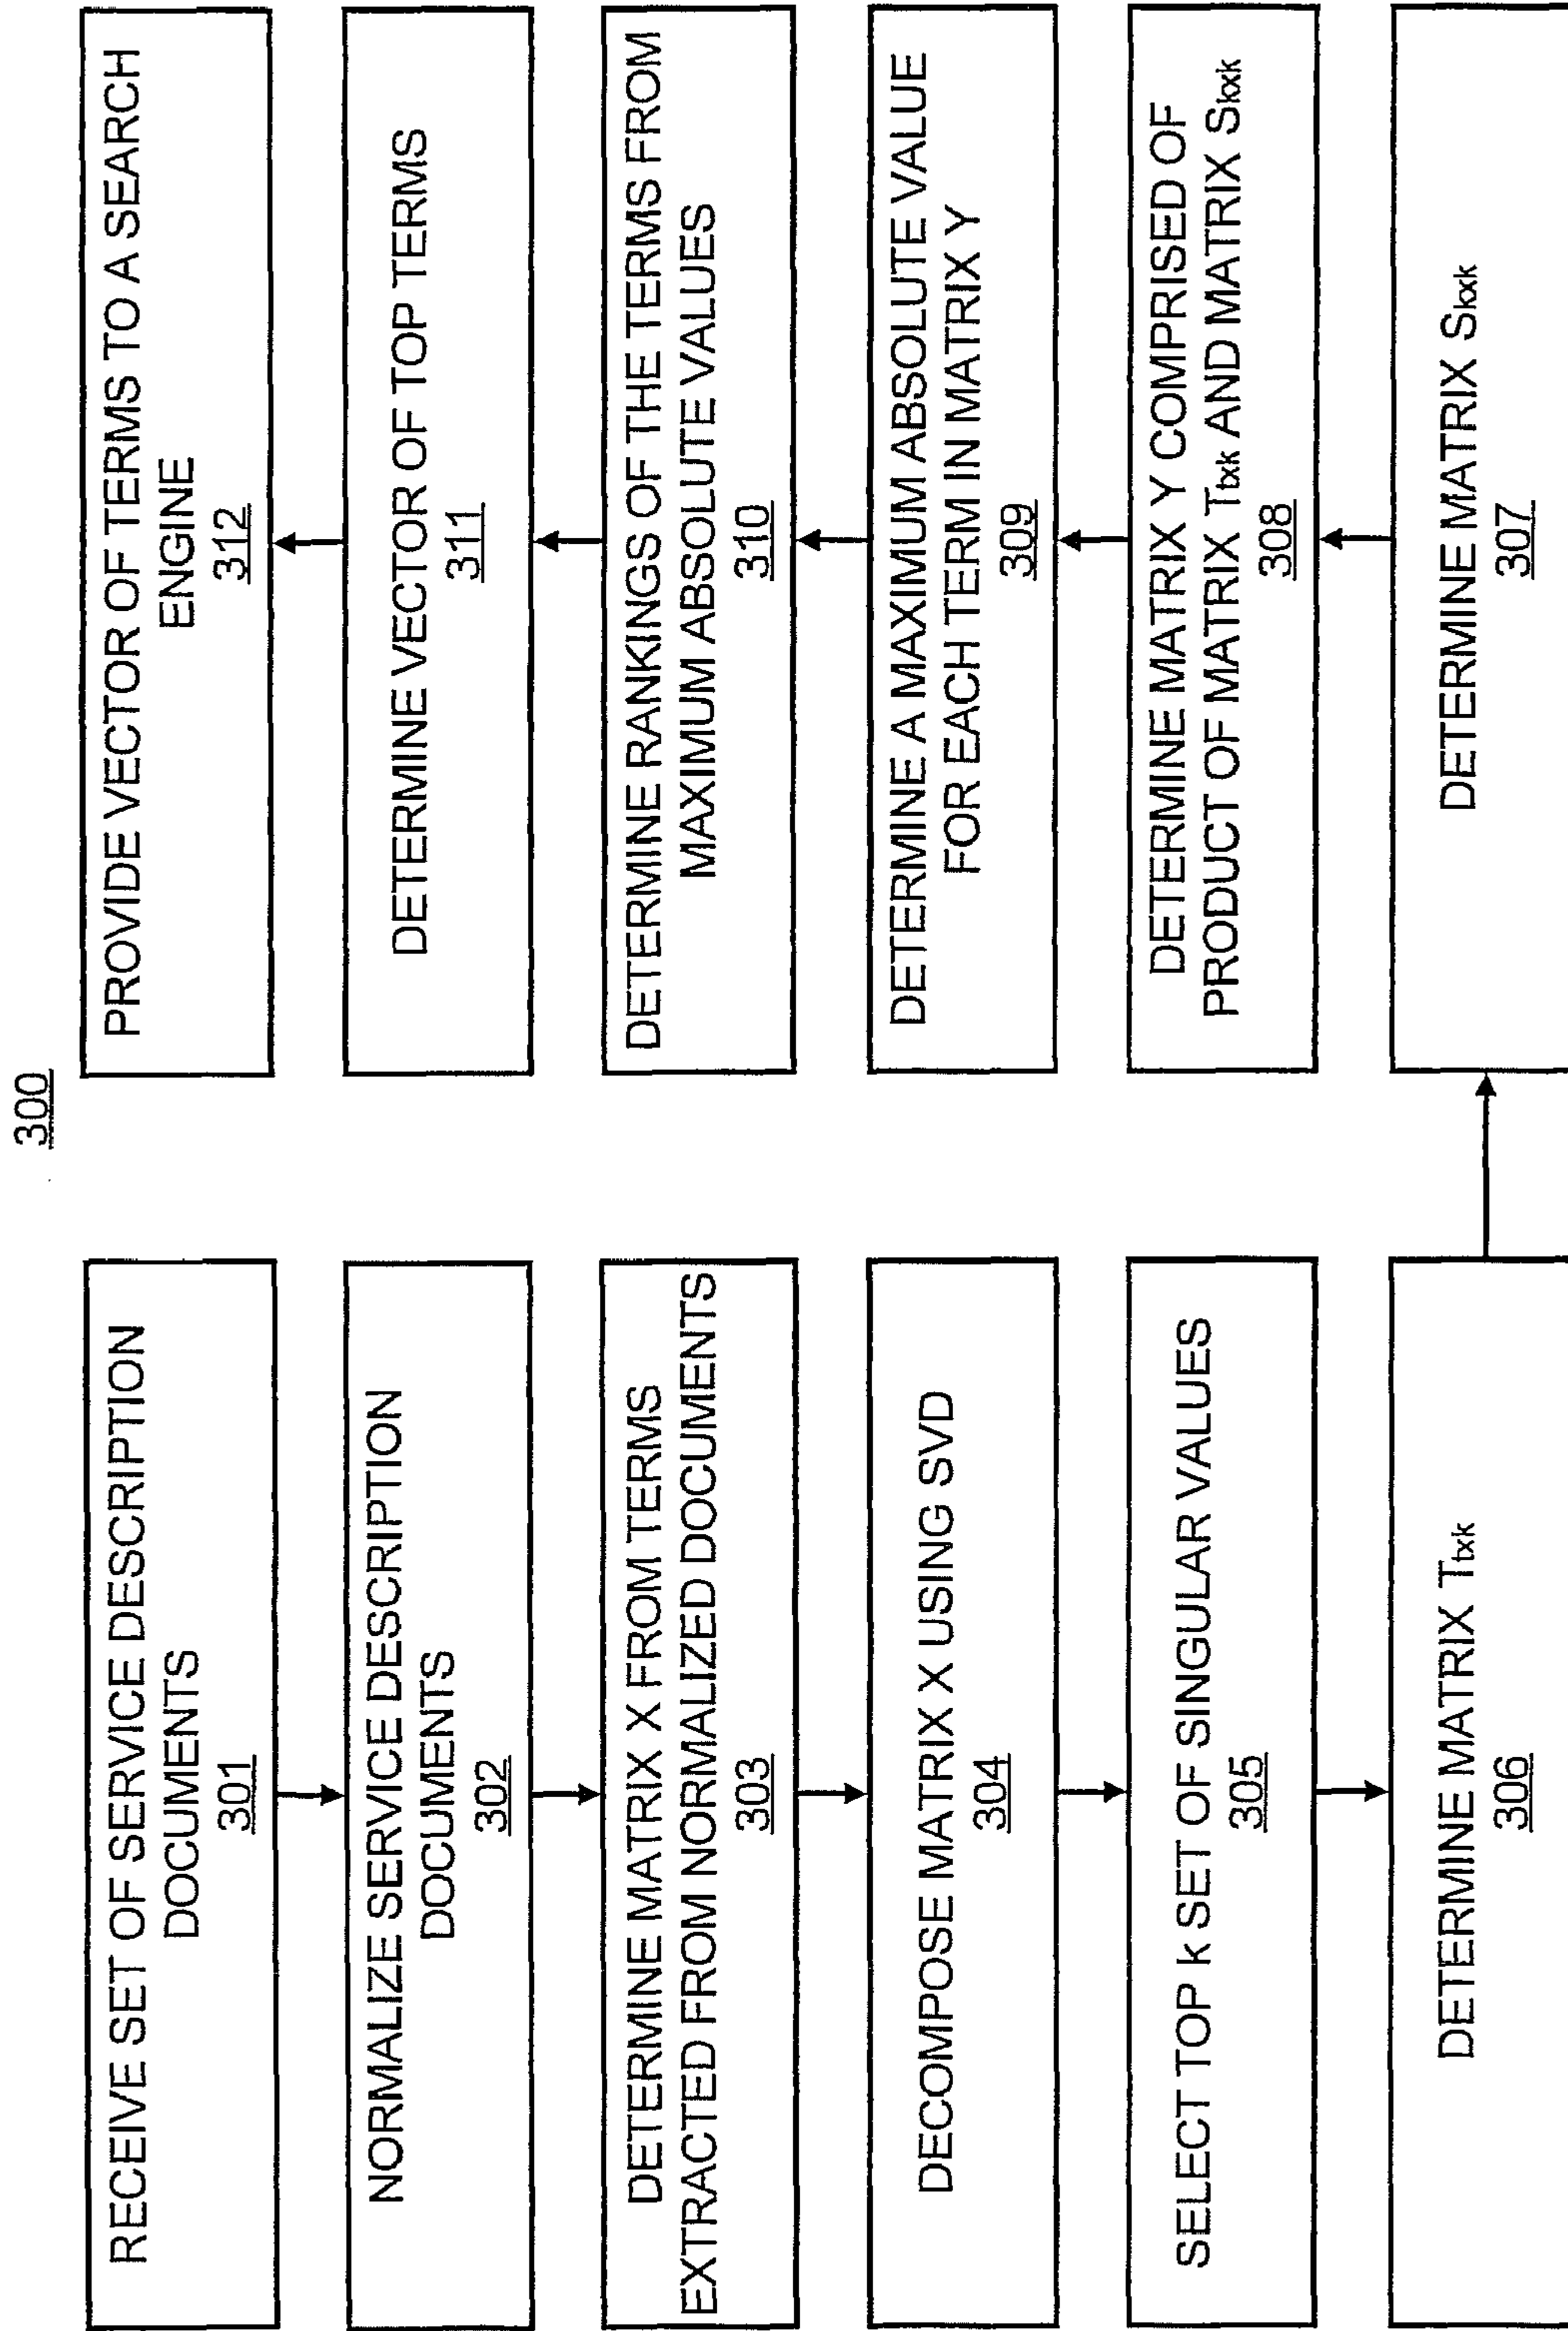 300
RECEIVE SET OF SERVICE DESCRIPTION
DOCUMENTS
301
NORMALIZE SERVICE DESCRIPTION
DOCUMENTS
302
DETERMINE MATRIX X FROM TERMS
EXTRACTED FROM NORMALIZED DOCUMENTS
303
DECOMPOSE MATRIX X USING SVD
304
SELECT TOP k SET OF SINGULAR VALUES
305
DETERMINE MATRIX Ttxk
306
DETERMINE MATRIX Skxk
307
DETERMINE MATRIX Y COMPRISED OF
PRODUCT OF MATRIX Ttxk AND MATRIX Skxk
308
DETERMINE A MAXIMUM ABSOLUTE VALUE
FOR EACH TERM IN MATRIX Y
309
DETERMINE RANKINGS OF THE TERMS FROM
MAXIMUM ABSOLUTE VALUES
310
DETERMINE VECTOR OF TOP TERMS
311
PROVIDE VECTOR OF TERMS TO A SEARCH
ENGINE
312